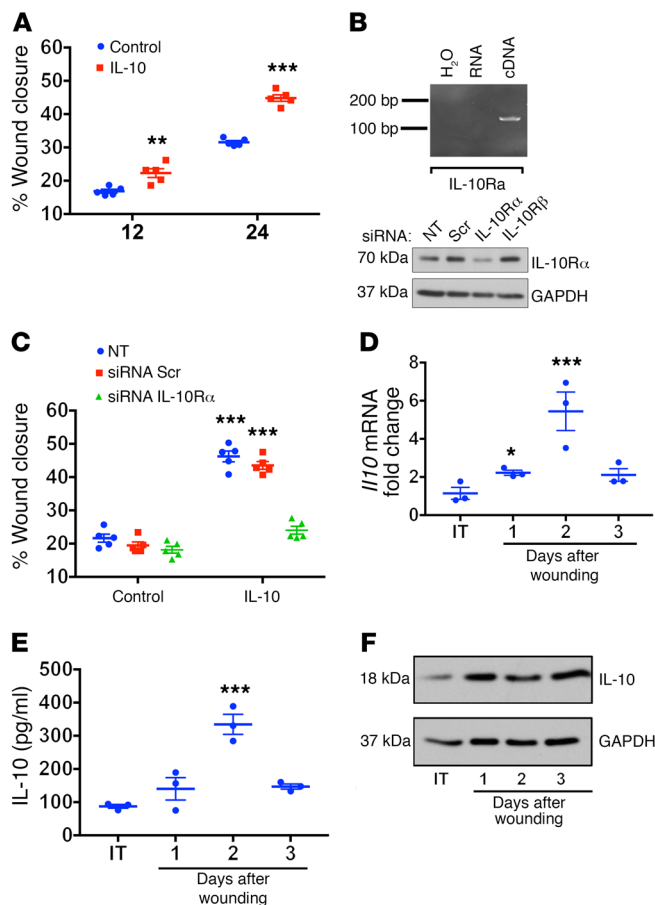 A
% Wound closure
50
40
30
20
10
Control
IL-10
**
***
12
24
B
H2O
RNA
cDNA
200 bp
100 bp
IL-10Ra
siRNA:
NT
Scr
IL-10Rα
IL-10Rβ
70 kDa
IL-10Rα
37 kDa
GAPDH
C
NT
siRNA Scr
siRNA IL-10Rα
% Wound closure
60
50
40
30
20
***
***
Control
IL-10
D
Il10 mRNA
fold change
8
6
4
2
0
*
***
IT
1
2
3
Days after
wounding
E
IL-10 (pg/ml)
500
400
300
200
100
0
***
IT
1
2
3
Days after
wounding
F
18 kDa
IL-10
37 kDa
GAPDH
IT
1
2
3
Days after
wounding